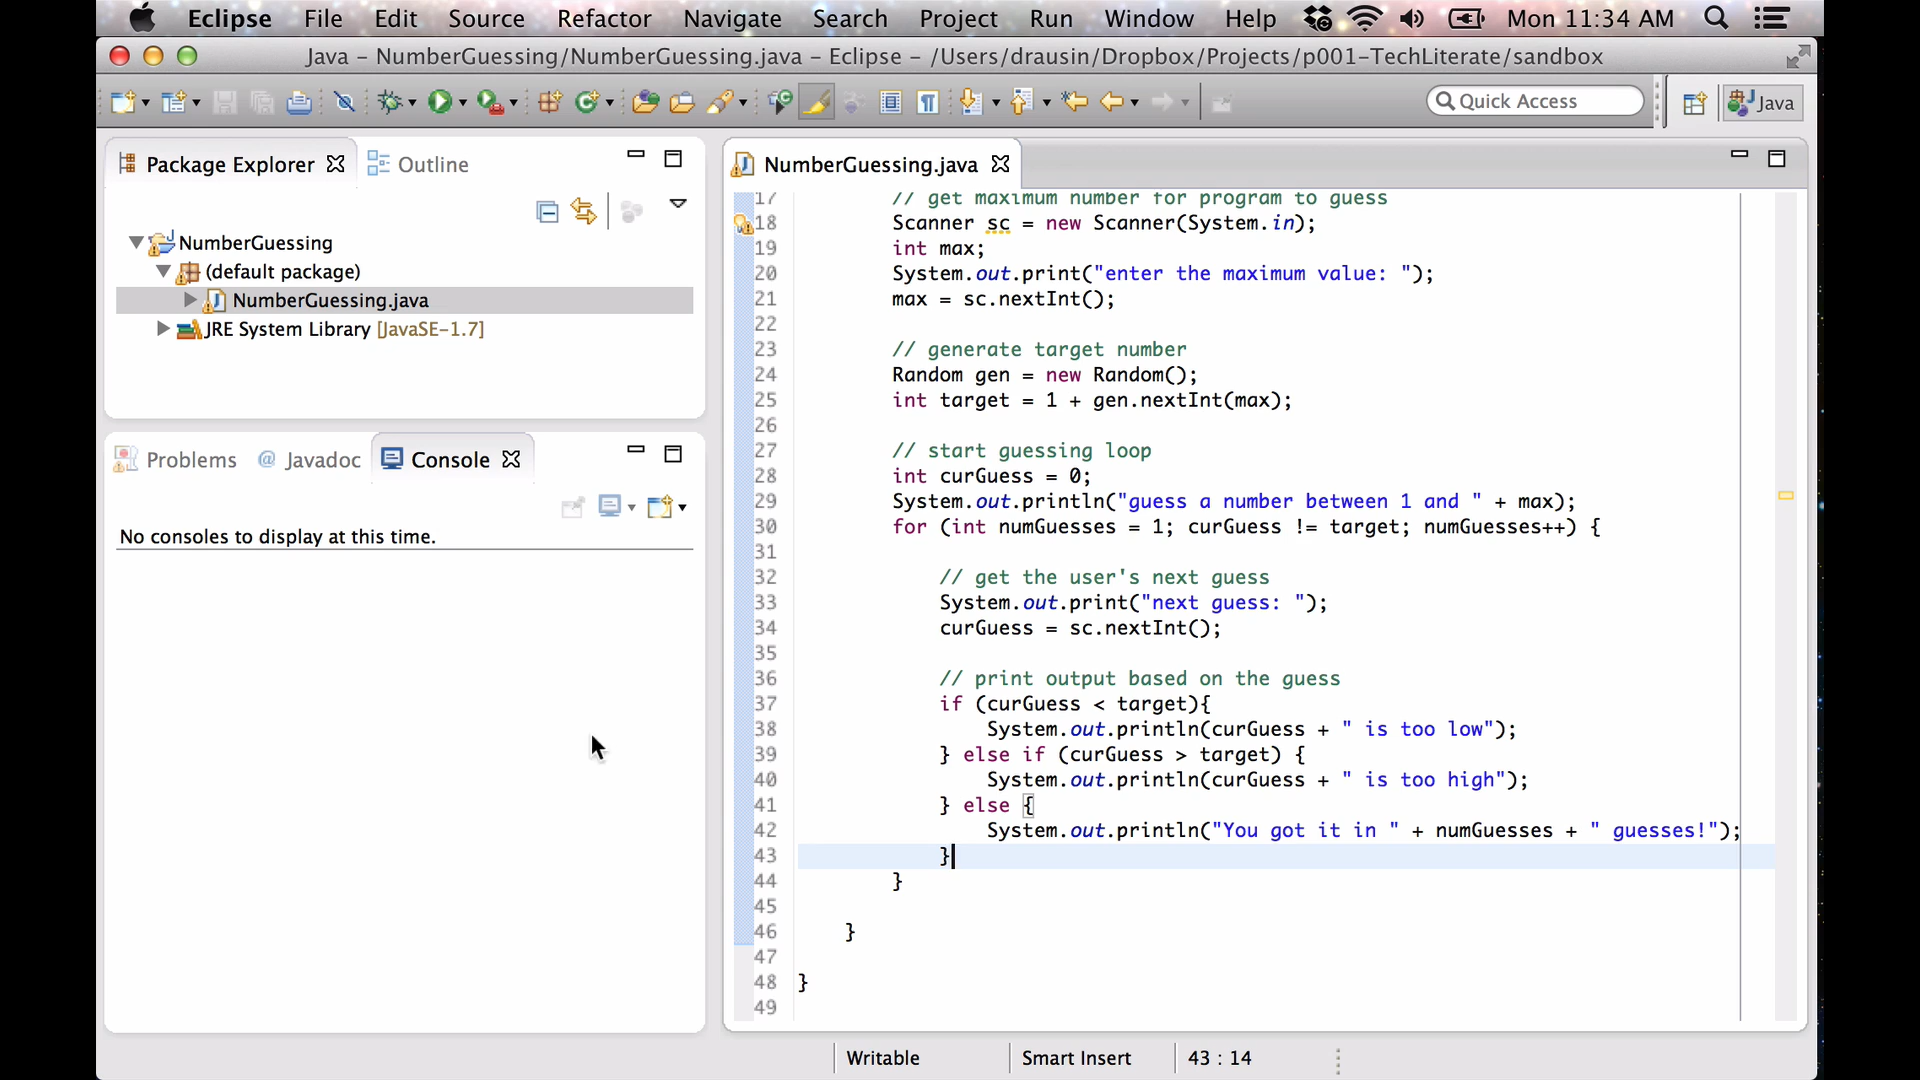 Eclipse File Edit Source Refactor Navigate Search Project Run Window Help Mon 11:34 AM
Java – NumberGuessing/NumberGuessing.java – Eclipse – /Users/drausin/Dropbox/Projects/p001-TechLiterate/sandbox
Quick Access
Java
Package Explorer
Outline
NumberGuessing
(default package)
NumberGuessing.java
JRE System Library [JavaSE-1.7]
Problems
@ Javadoc
Console
No consoles to display at this time.
NumberGuessing.java
17 // get maximum number for program to guess
18 Scanner sc = new Scanner(System.in);
19 int max;
20 System.out.print("enter the maximum value: ");
21 max = sc.nextInt();
22
23 // generate target number
24 Random gen = new Random();
25 int target = 1 + gen.nextInt(max);
26
27 // start guessing loop
28 int curGuess = 0;
29 System.out.println("guess a number between 1 and " + max);
30 for (int numGuesses = 1; curGuess != target; numGuesses++) {
31
32 // get the user's next guess
33 System.out.print("next guess: ");
34 curGuess = sc.nextInt();
35
36 // print output based on the guess
37 if (curGuess < target){
38 System.out.println(curGuess + " is too low");
39 } else if (curGuess > target) {
40 System.out.println(curGuess + " is too high");
41 } else {
42 System.out.println("You got it in " + numGuesses + " guesses!");
43 }
44 }
45
46 }
47
48 }
49
Writable
Smart Insert
43 : 14